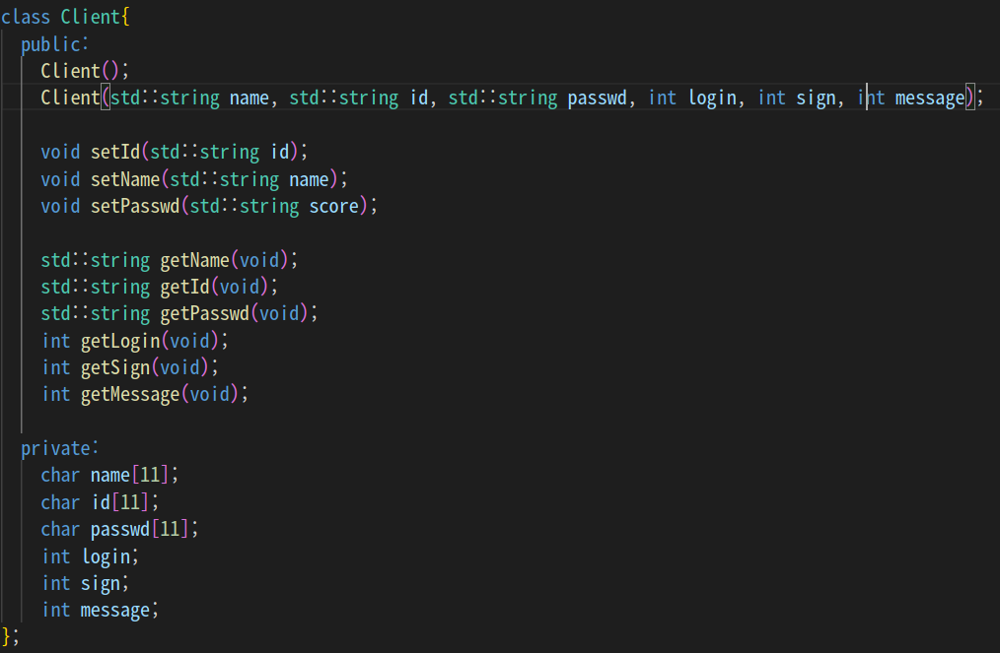 class Client{
public:
Client();
Client(std::string name, std::string id, std::string passwd, int login, int sign, int message);
void setId(std::string id);
void setName(std::string name);
void setPasswd(std::string score);
std::string getName(void);
std::string getId(void);
std::string getPasswd(void);
int getLogin(void);
int getSign(void);
int getMessage(void);
private:
char name[11];
char id[11];
char passwd[11];
int login;
int sign;
int message;
};